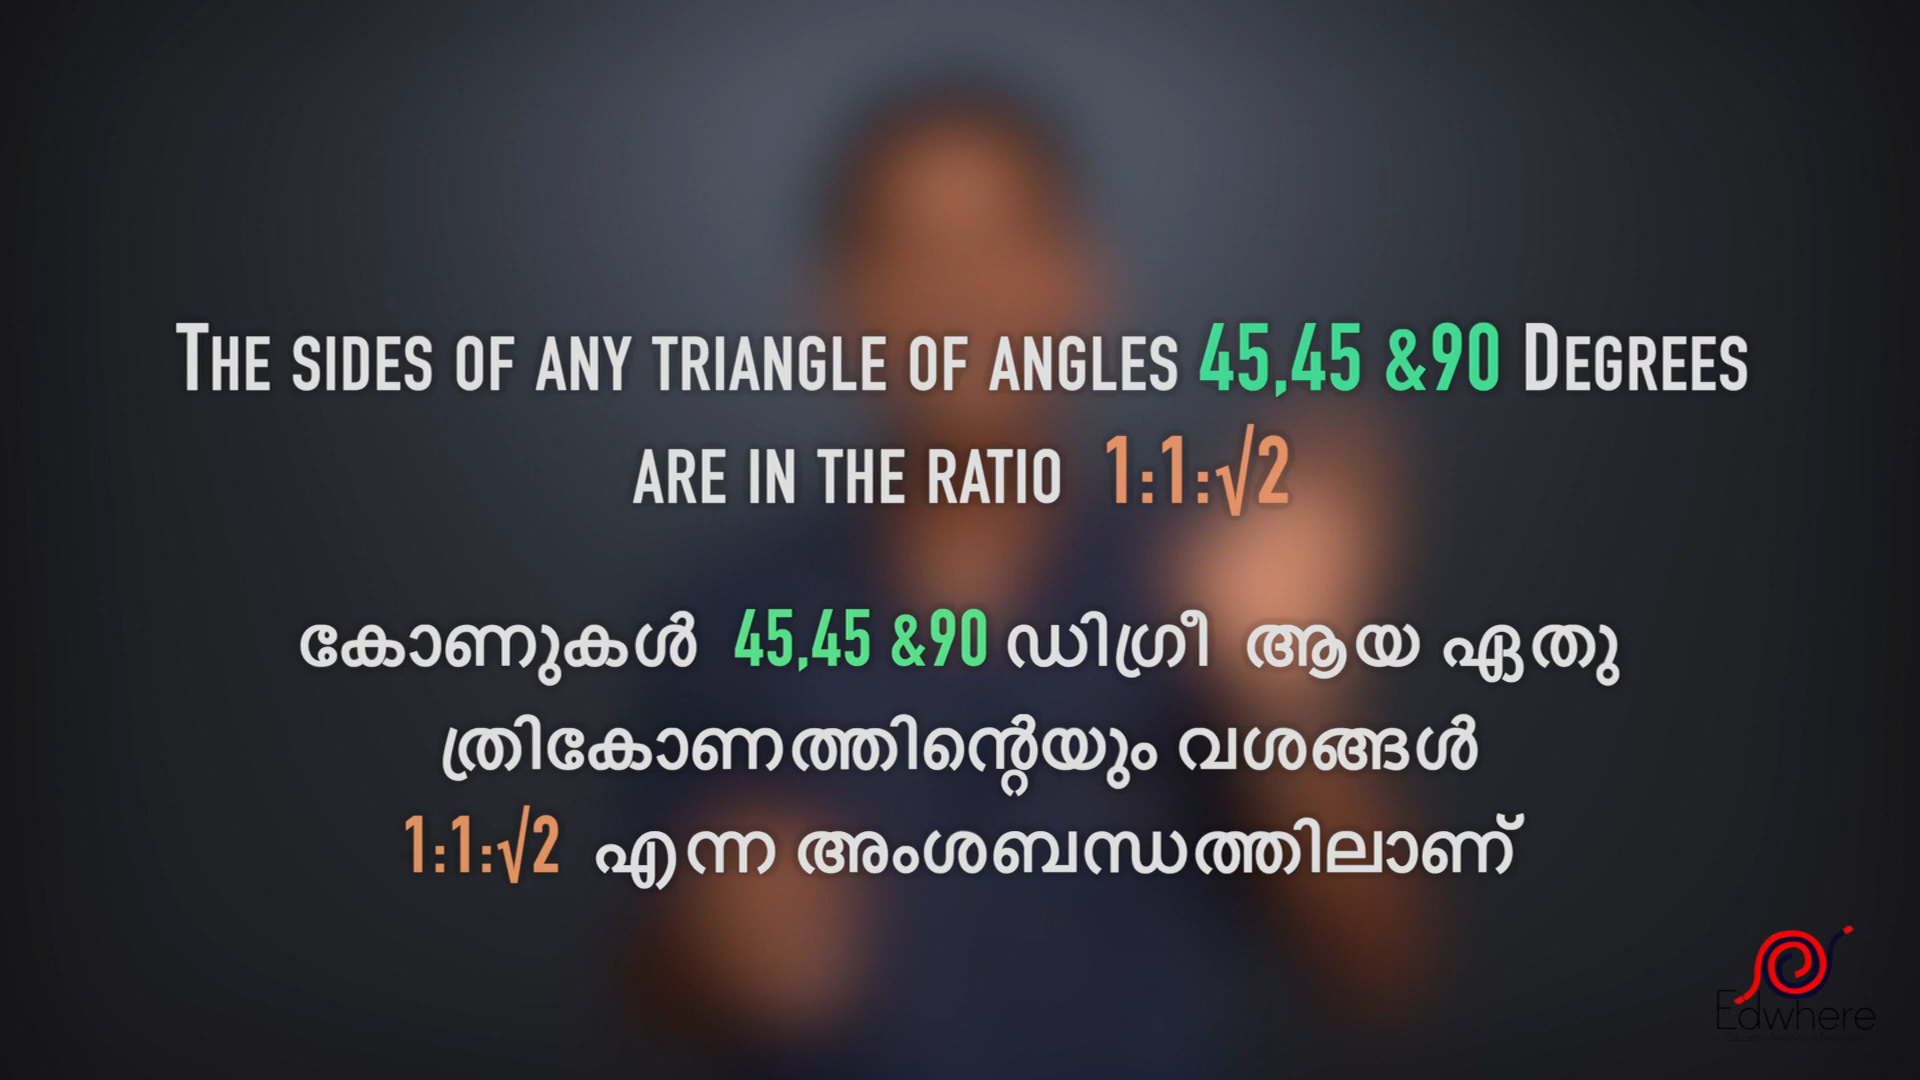 The sides of any triangle of angles 45,45 &90 Degrees
are in the ratio 1:1:√2
കോണുകൾ 45,45 &90 ഡിഗ്രീ ആയ ഏതു
ത്രികോണത്തിന്റെയും വശങ്ങൾ
1:1:√2 എന്ന അംശബന്ധത്തിലാണ്
Edwhere